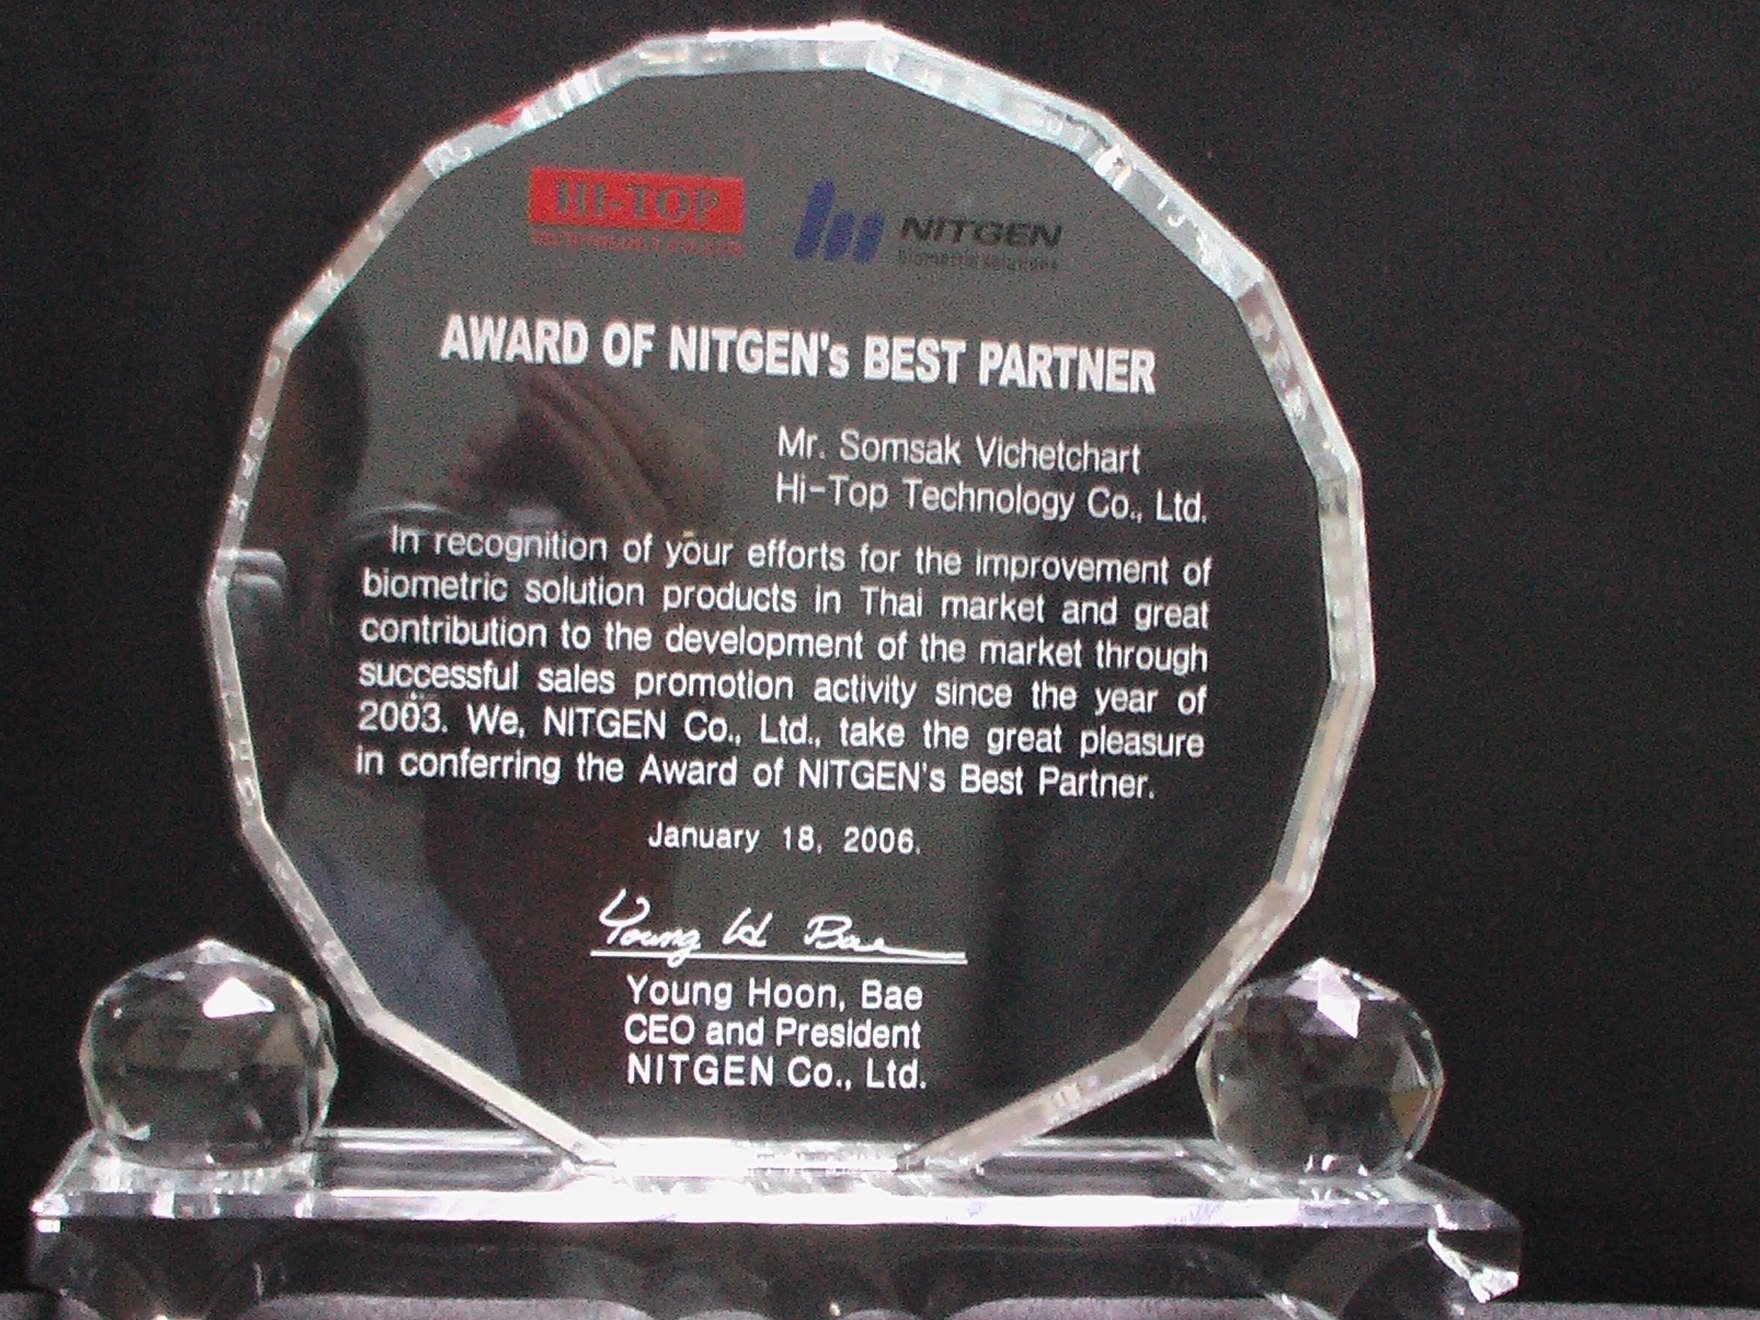 HI-TOP
NITGEN
biometric solutions
AWARD OF NITGEN's BEST PARTNER
Mr. Somsak Vichetchart
Hi-Top Technology Co., Ltd.
In recognition of your efforts for the improvement of
biometric solution products in Thai market and great
contribution to the development of the market through
successful sales promotion activity since the year of
2003. We, NITGEN Co., Ltd., take the great pleasure
in conferring the Award of NITGEN's Best Partner.
January 18, 2006.
Young H Bae
Young Hoon, Bae
CEO and President
NITGEN Co., Ltd.